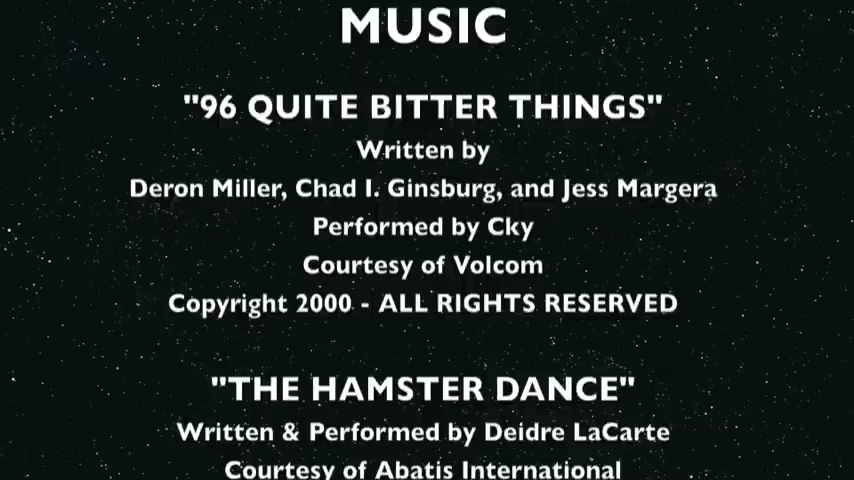 MUSIC
"96 QUITE BITTER THINGS"
Written by
Deron Miller, Chad I. Ginsburg, and Jess Margera
Performed by Cky
Courtesy of Volcom
Copyright 2000 - ALL RIGHTS RESERVED
"THE HAMSTER DANCE"
Written & Performed by Deidre LaCarte
Courtesy of Abatis International